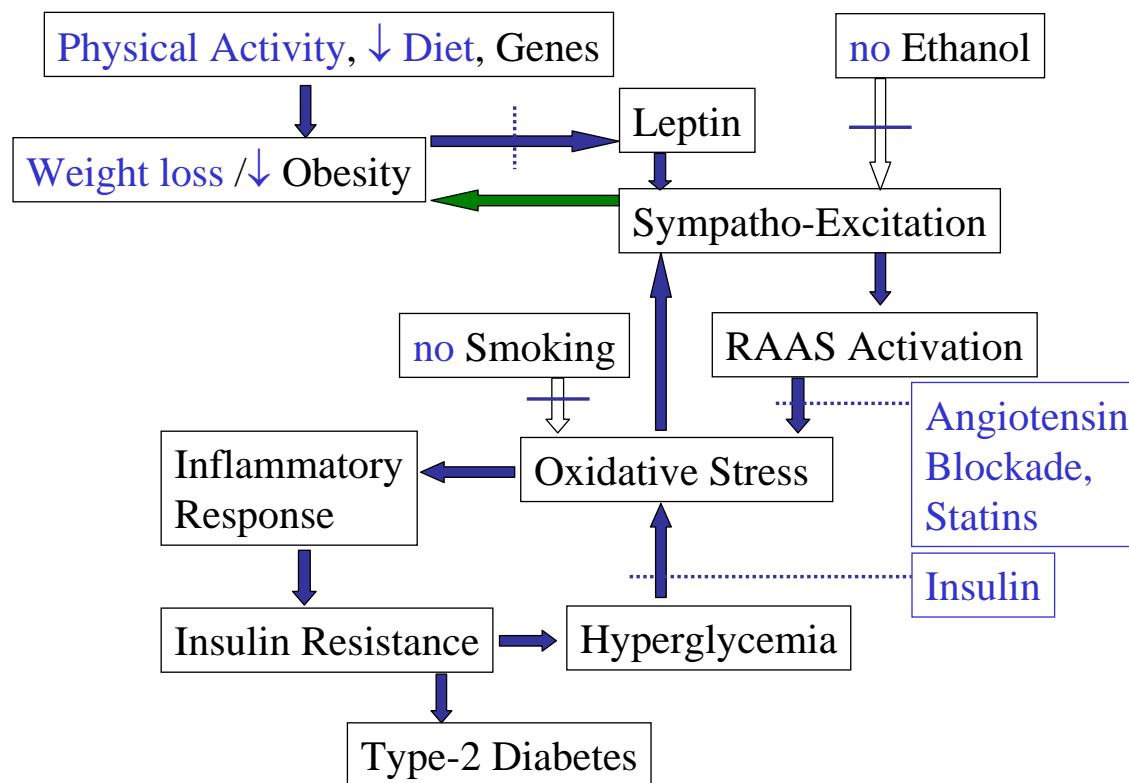 Physical Activity, ↓ Diet, Genes
no Ethanol
Leptin
Weight loss /↓ Obesity
Sympatho-Excitation
no Smoking
RAAS Activation
Angiotensin
Blockade,
Statins
Inflammatory
Response
Oxidative Stress
Insulin
Insulin Resistance
Hyperglycemia
Type-2 Diabetes